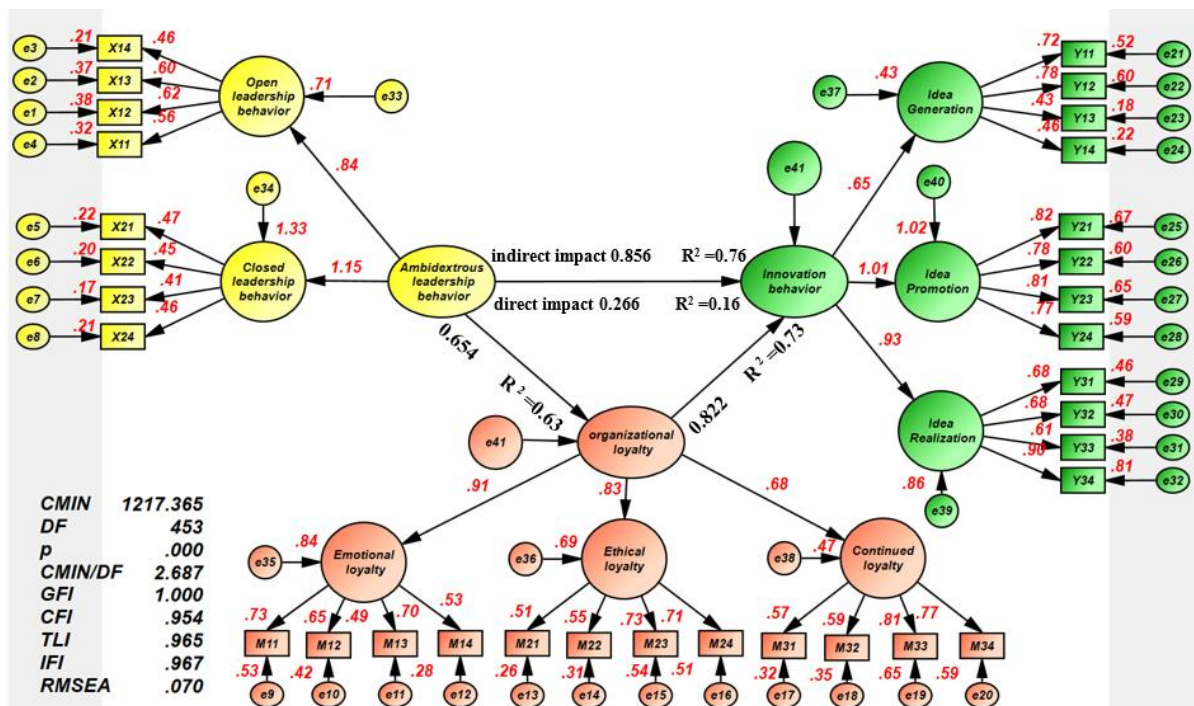 e3
.21
X14
.46
e2
.37
X13
.60
e1
.38
X12
.62
e4
.32
X11
.56
Open
leadership
behavior
.71
e33
.84
e34
1.33
e5
.22
X21
.47
e6
.20
X22
.45
e7
.17
X23
.41
e8
.21
X24
.46
Closed
leadership
behavior
1.15
Ambidextrous
leadership
behavior
indirect impact 0.856
R² =0.76
direct impact 0.266
R² =0.16
0.654
R² =0.63
R² =0.73
0.822
e41
Innovation
behavior
.65
1.01
.93
e37
.43
Idea
Generation
.72
Y11
.52
e21
.78
Y12
.60
e22
.43
Y13
.18
e23
.46
Y14
.22
e24
e40
1.02
Idea
Promotion
.82
Y21
.67
e25
.78
Y22
.60
e26
.81
Y23
.65
e27
.77
Y24
.59
e28
Idea
Realization
.86
e39
.68
Y31
.46
e29
.68
Y32
.47
e30
.61
Y33
.38
e31
.90
Y34
.81
e32
e41
organizational
loyalty
.91
.83
.68
e35
.84
Emotional
loyalty
e36
.69
Ethical
loyalty
e38
.47
Continued
loyalty
.73
.65
.49
.70
.53
.51
.55
.73
.71
.57
.59
.81
.77
M11
M12
M13
M14
M21
M22
M23
M24
M31
M32
M33
M34
.53
.42
.28
.26
.31
.54
.51
.32
.35
.65
.59
e9
e10
e11
e12
e13
e14
e15
e16
e17
e18
e19
e20
CMIN 1217.365
DF 453
p .000
CMIN/DF 2.687
GFI 1.000
CFI .954
TLI .965
IFI .967
RMSEA .070